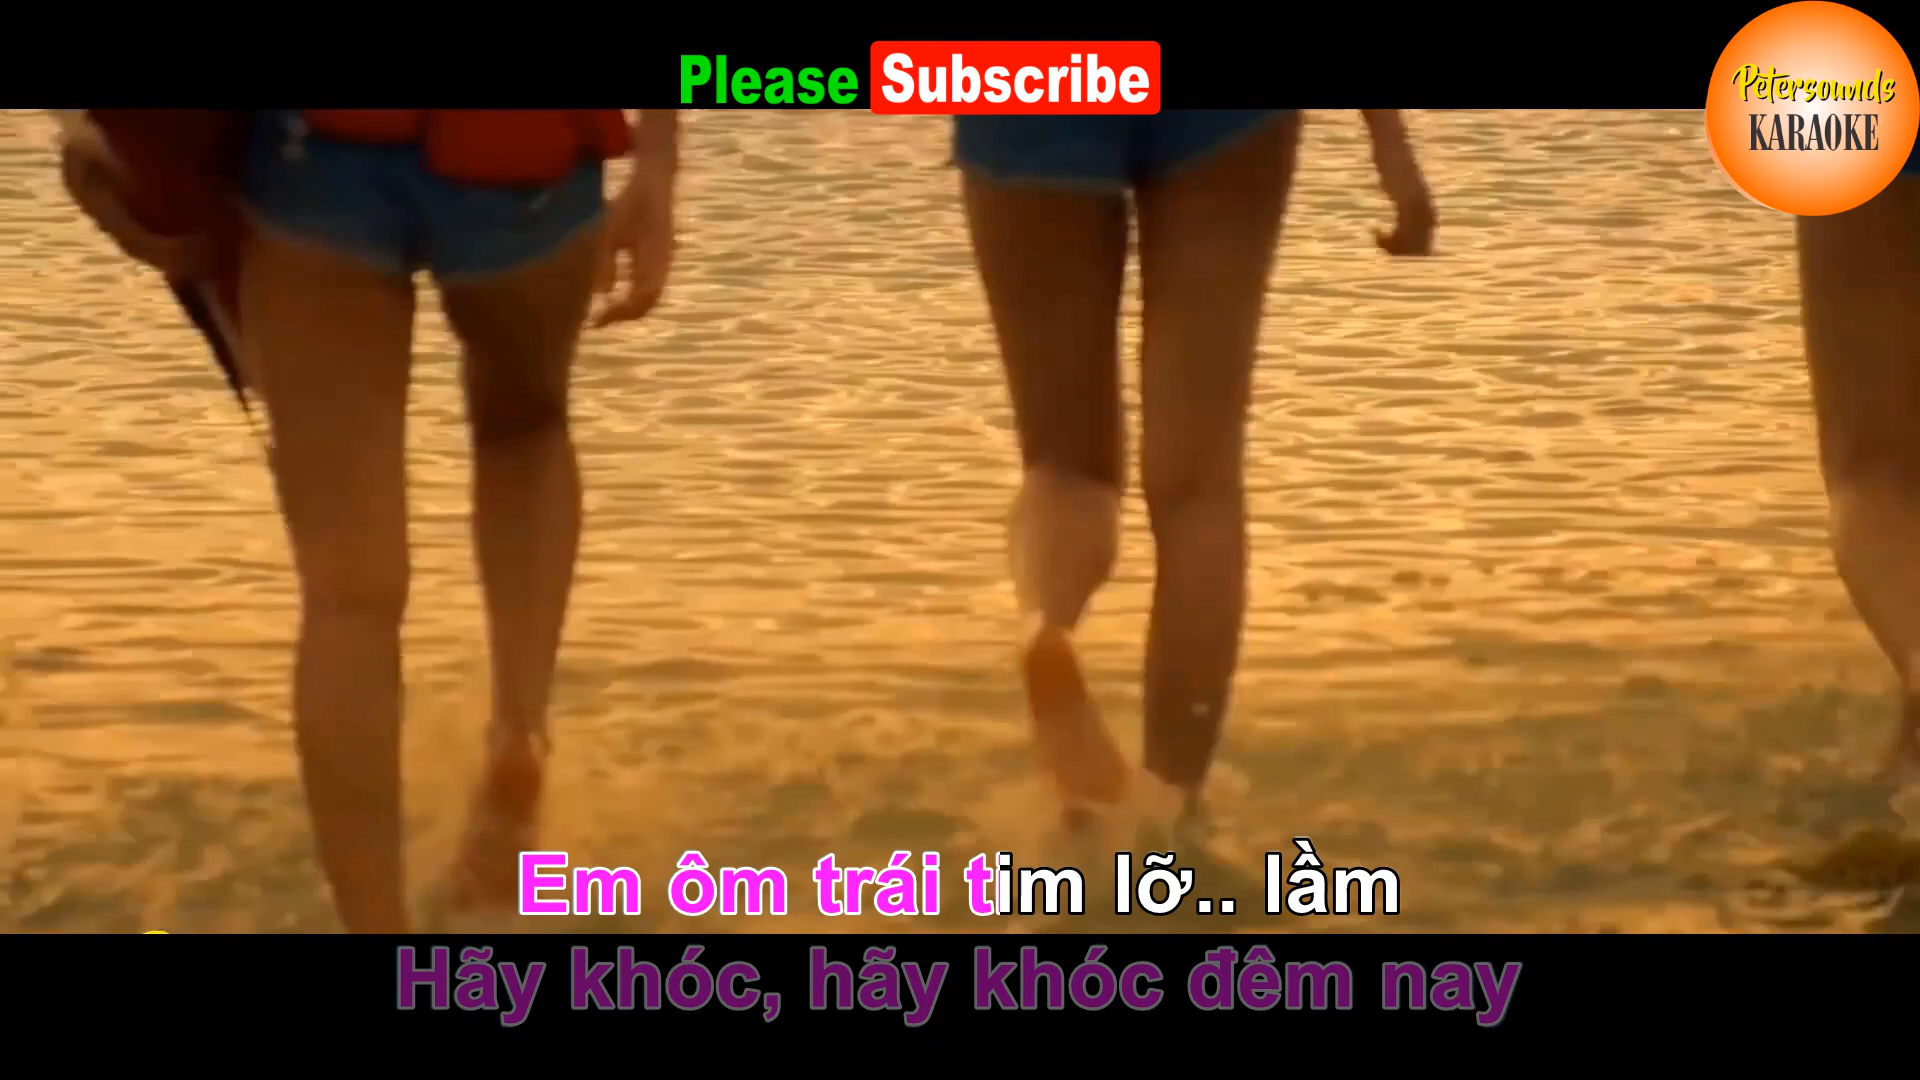 Please Subscribe
Petersounds
KARAOKE
Em ôm trái tim lỡ.. lầm
Hãy khóc, hãy khóc đêm nay